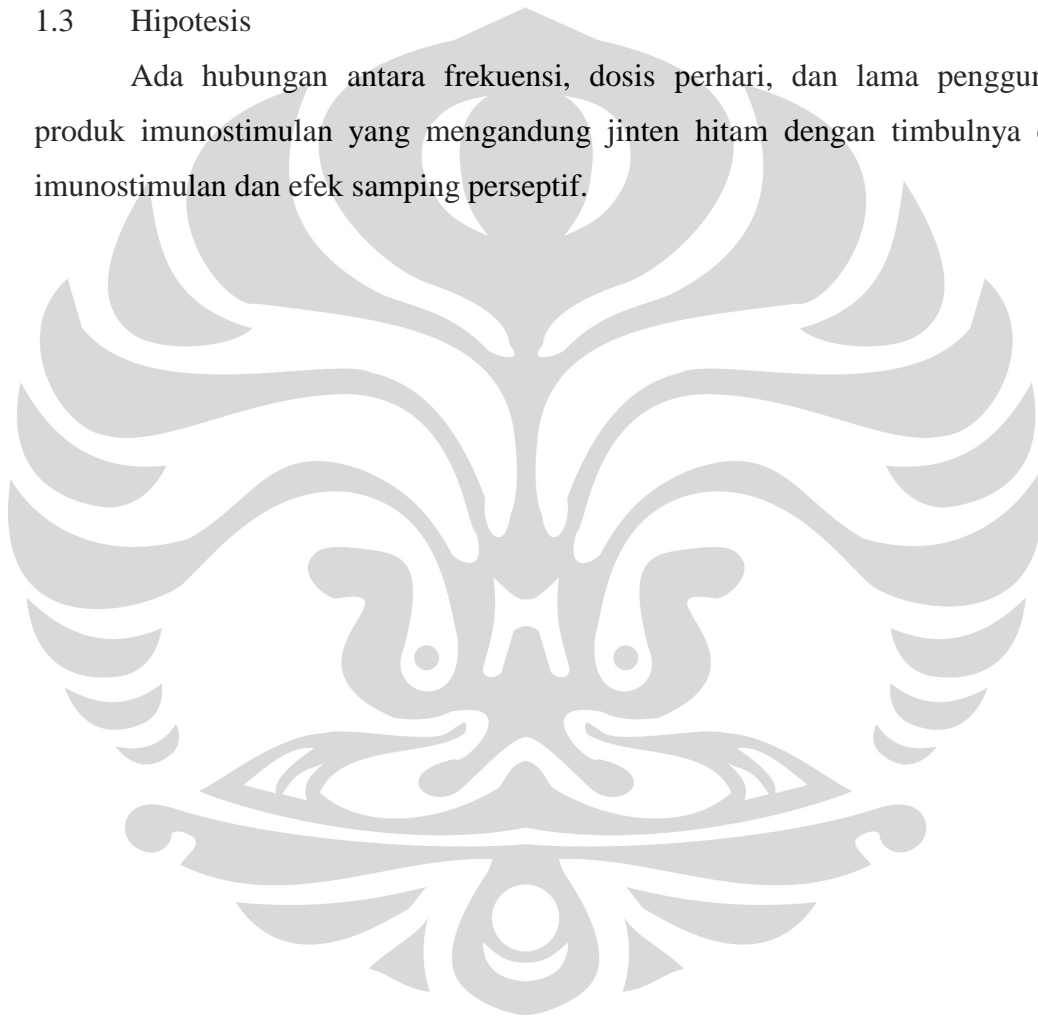 1.3 Hipotesis
Ada hubungan antara frekuensi, dosis perhari, dan lama
produk imunostimulan yang mengandung jinten hitam dengan timbulnya
imunostimulan dan efek samping perseptif.